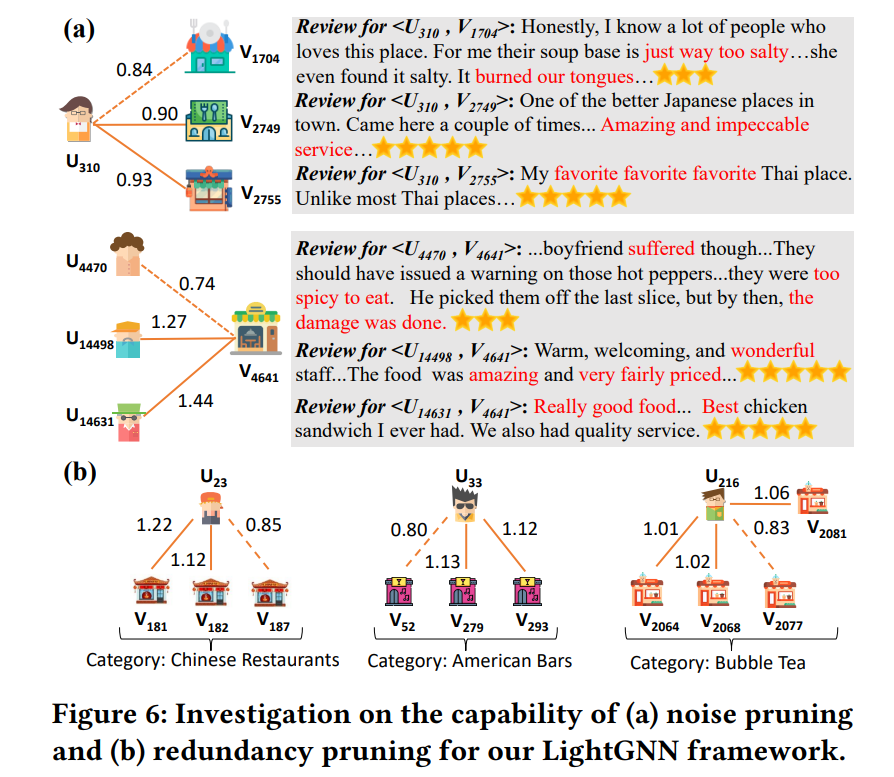 (a)
0.84
0.90
0.93
U310
V1704
V2749
V2755
Review for <U310 , V1704>: Honestly, I know a lot of people who
loves this place. For me their soup base is just way too salty…she
even found it salty. It burned our tongues…
Review for <U310 , V2749>: One of the better Japanese places in
town. Came here a couple of times... Amazing and impeccable
service…
Review for <U310 , V2755>: My favorite favorite favorite Thai place.
Unlike most Thai places…
U4470
0.74
U14498
1.27
V4641
U14631
1.44
Review for <U4470 , V4641>: ...boyfriend suffered though...They
should have issued a warning on those hot peppers...they were too
spicy to eat. He picked them off the last slice, but by then, the
damage was done.
Review for <U14498 , V4641>: Warm, welcoming, and wonderful
staff...The food was amazing and very fairly priced...
Review for <U14631 , V4641>: Really good food... Best chicken
sandwich I ever had. We also had quality service.
(b)
U23
1.22
1.12
0.85
V181 V182 V187
Category: Chinese Restaurants
U33
0.80
1.13
1.12
V52 V279 V293
Category: American Bars
U216
1.06
V2081
1.01
1.02
0.83
V2064 V2068 V2077
Category: Bubble Tea
Figure 6: Investigation on the capability of (a) noise pruning
and (b) redundancy pruning for our LightGNN framework.